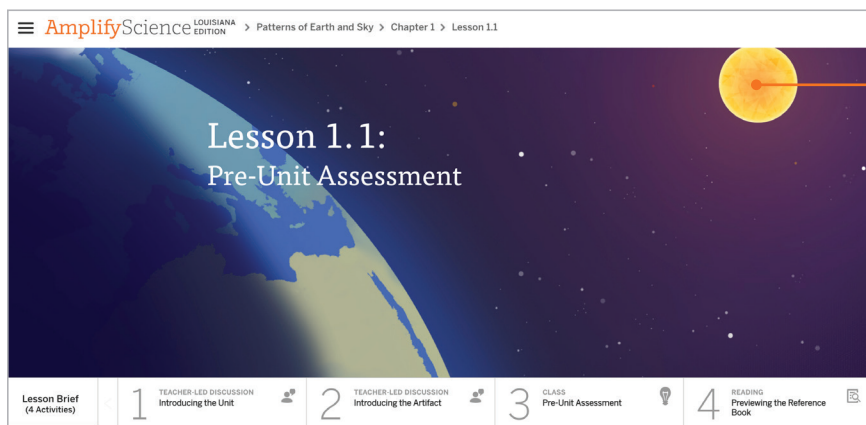 AmplifyScience LOUISIANA EDITION > Patterns of Earth and Sky > Chapter 1 > Lesson 1.1
Lesson 1.1:
Pre-Unit Assessment
Lesson Brief
(4 Activities)
1
TEACHER-LED DISCUSSION
Introducing the Unit
2
TEACHER-LED DISCUSSION
Introducing the Artifact
3
CLASS
Pre-Unit Assessment
4
READING
Previewing the Reference
Book